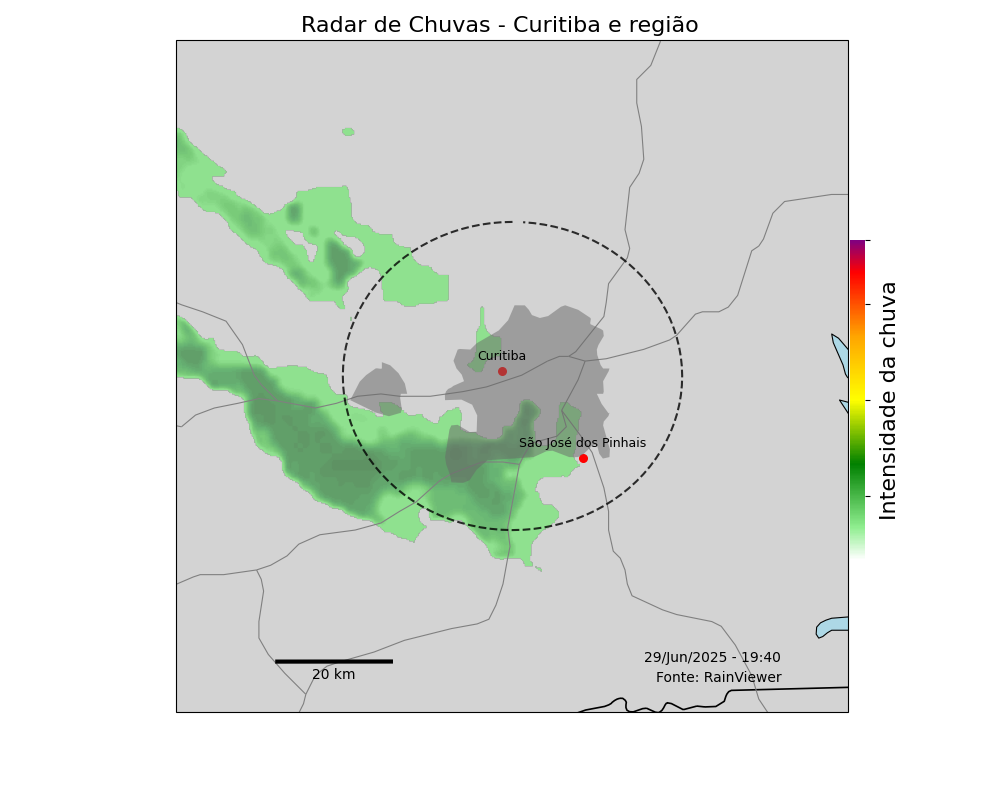 Radar de Chuvas - Curitiba e região
Curitiba
São José dos Pinhais
Intensidade da chuva
29/Jun/2025 - 19:40
20 km
Fonte: RainViewer